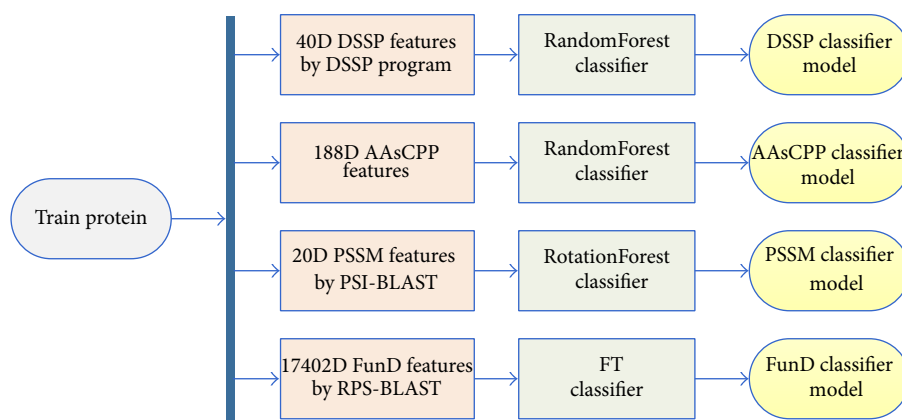 Train protein
40D DSSP features
by DSSP program
RandomForest
classifier
DSSP classifier
model
188D AAsCPP
features
RandomForest
classifier
AAsCPP classifier
model
20D PSSM features
by PSI-BLAST
RotationForest
classifier
PSSM classifier
model
17402D FunD features
by RPS-BLAST
FT
classifier
FunD classifier
model